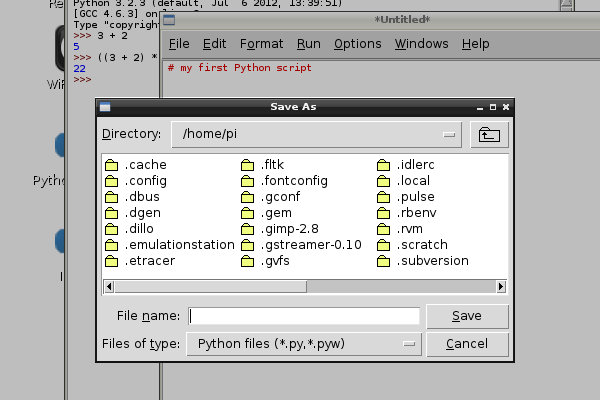 Python 3.2.3 (default, Jul 6 2012, 13:39:51)
[GCC 4.6.3] on
Type "copyright
>>> 3 + 2
5
>>> ((3 + 2) *
22
>>>
*Untitled*
File Edit Format Run Options Windows Help
# my first Python script
Save As
Directory: /home/pi
.cache .fltk .idlerc
.config .fontconfig .local
.dbus .gconf .pulse
.dgen .gem .rbenv
.dillo .gimp-2.8 .rvm
.emulationstation .gstreamer-0.10 .scratch
.etracer .gvfs .subversion
File name: Save
Files of type: Python files (*.py,*.pyw) Cancel